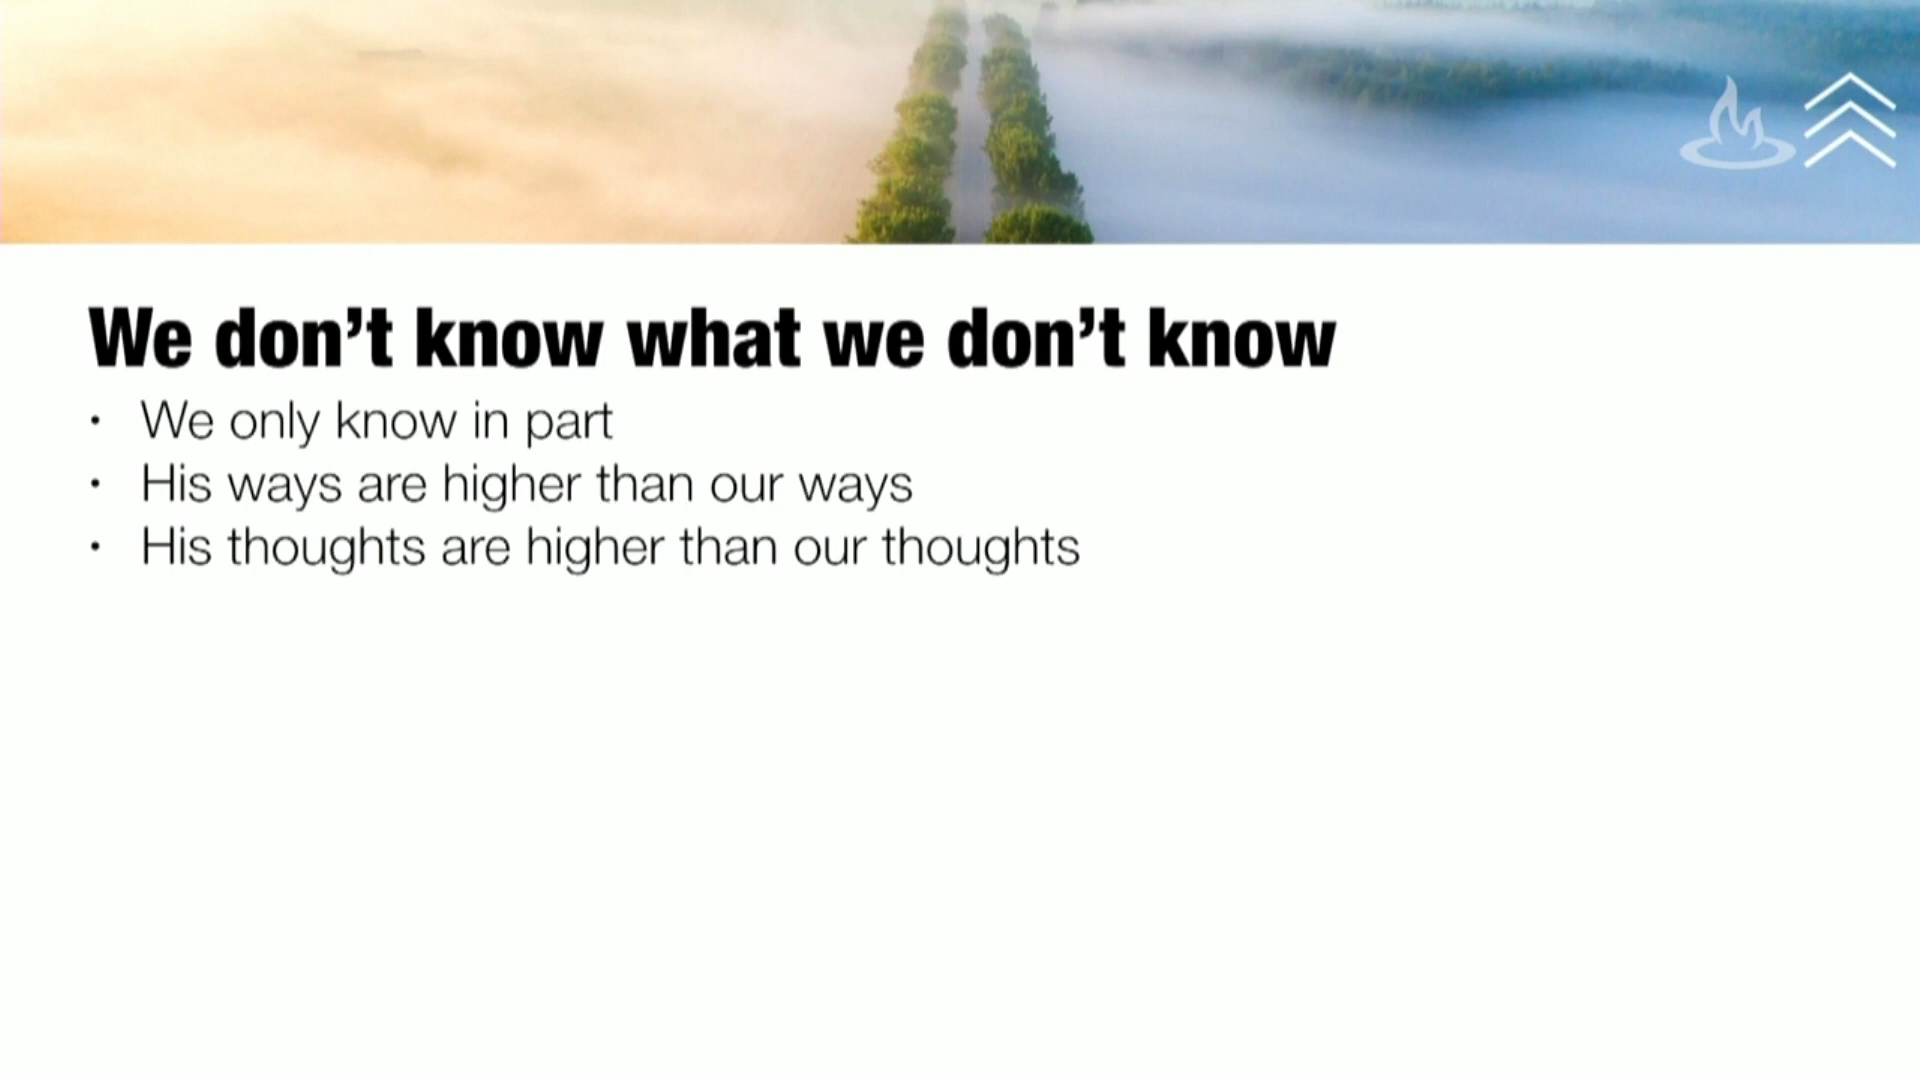 We don’t know what we don’t know
• We only know in part
• His ways are higher than our ways
• His thoughts are higher than our thoughts